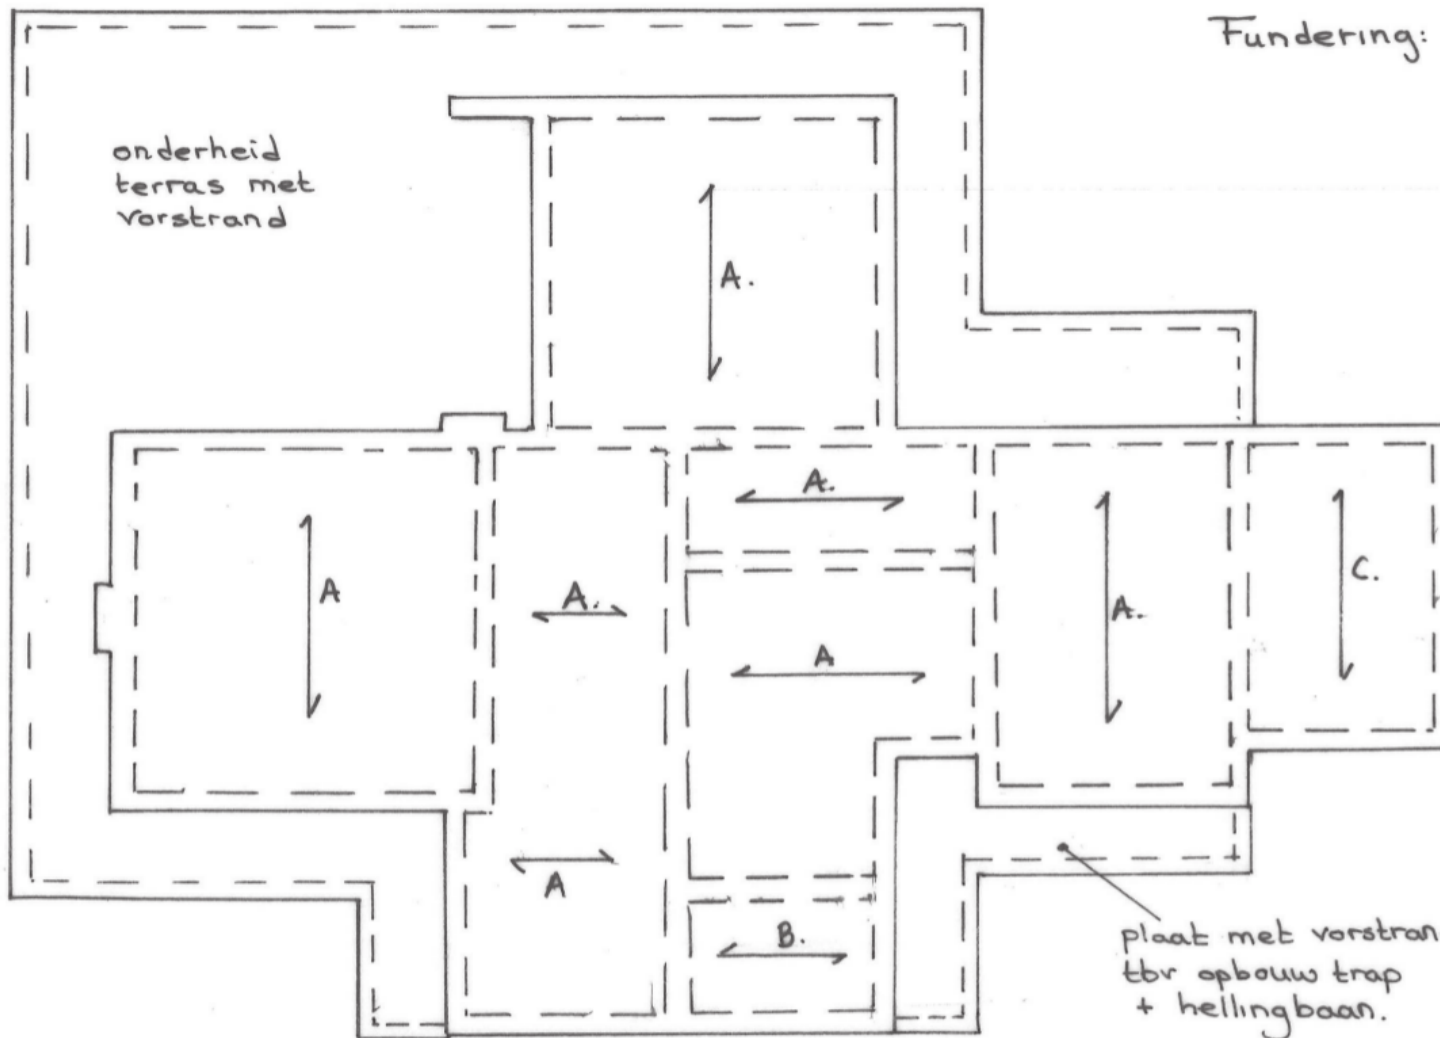 Fundering:
onderheid
terras met
vorstrand
A.
A.
A
A.
A.
C.
A
A
B.
plaat met vorstran
tbv opbouw trap
+ hellingbaan.